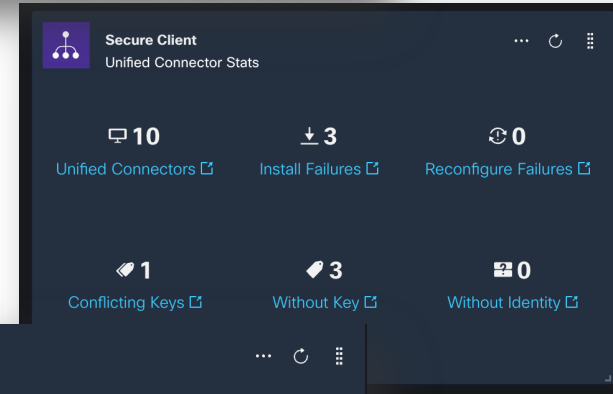 Secure Client
Unified Connector Stats
10
Unified Connectors
3
Install Failures
0
Reconfigure Failures
1
Conflicting Keys
3
Without Key
0
Without Identity